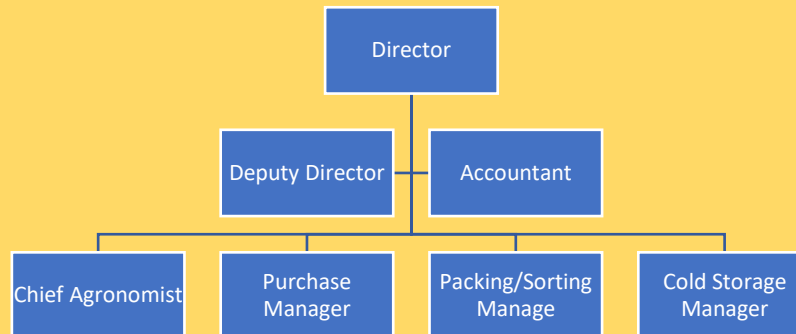 Director
Deputy Director
Accountant
Chief Agronomist
Purchase
Manager
Packing/Sorting
Manage
Cold Storage
Manager